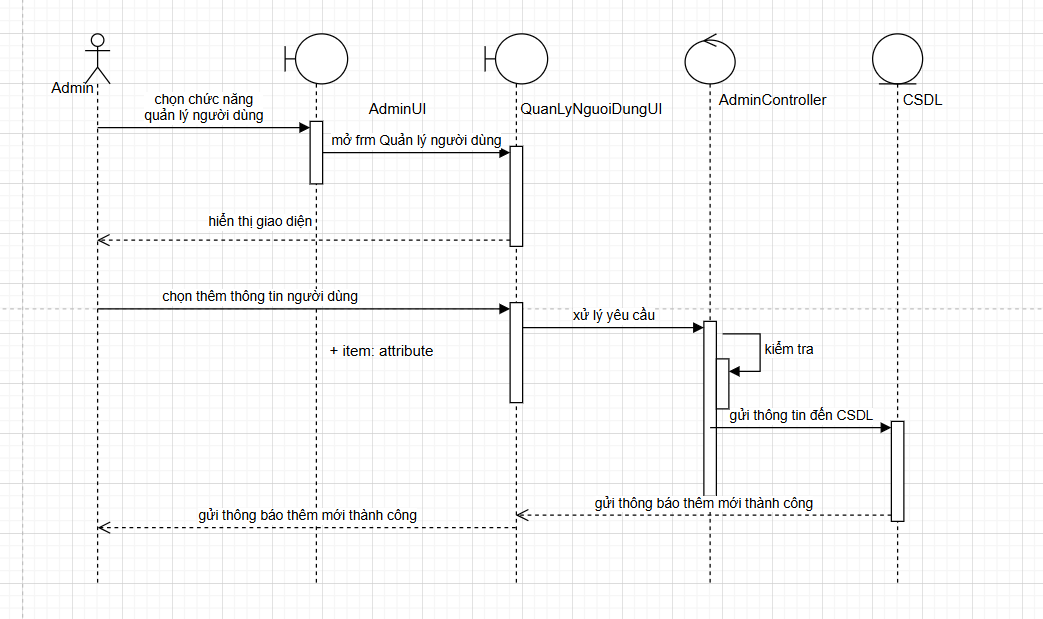 Admin
AdminUI
QuanLyNguoiDungUI
AdminController
CSDL
chọn chức năng
quản lý người dùng
mở frm Quản lý người dùng
hiển thị giao diện
chọn thêm thông tin người dùng
xử lý yêu cầu
+ item: attribute
kiểm tra
gửi thông tin đến CSDL
gửi thông báo thêm mới thành công
gửi thông báo thêm mới thành công